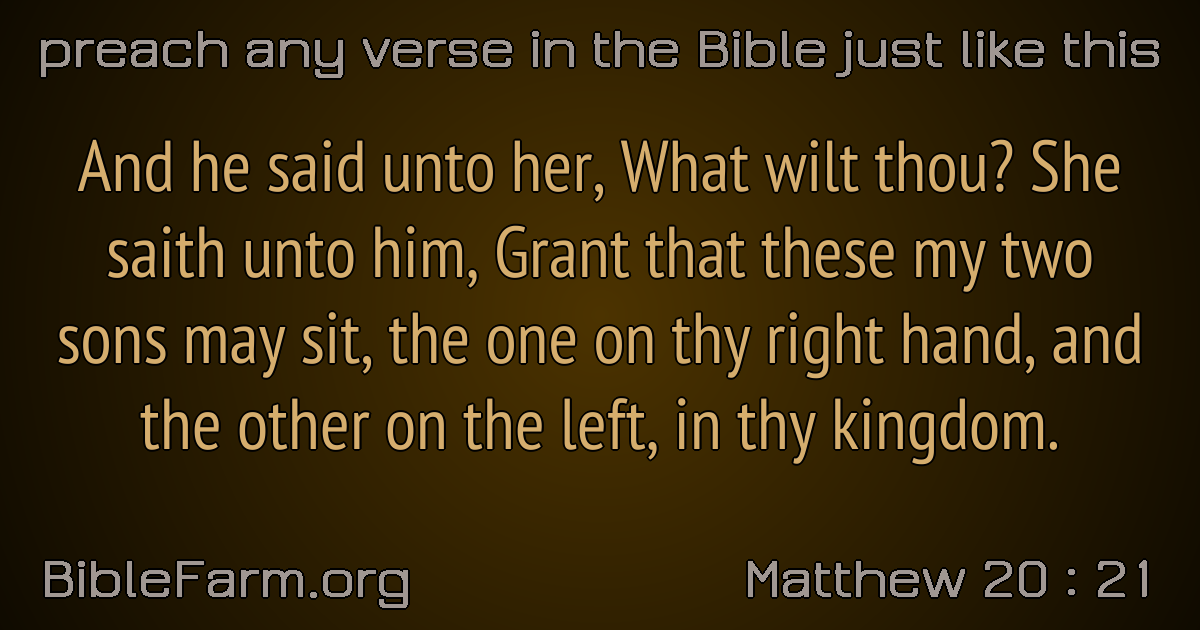 preach any verse in the Bible just like this
And he said unto her, What wilt thou? She
saith unto him, Grant that these my two
sons may sit, the one on thy right hand, and
the other on the left, in thy kingdom.
BibleFarm.org
Matthew 20 : 21